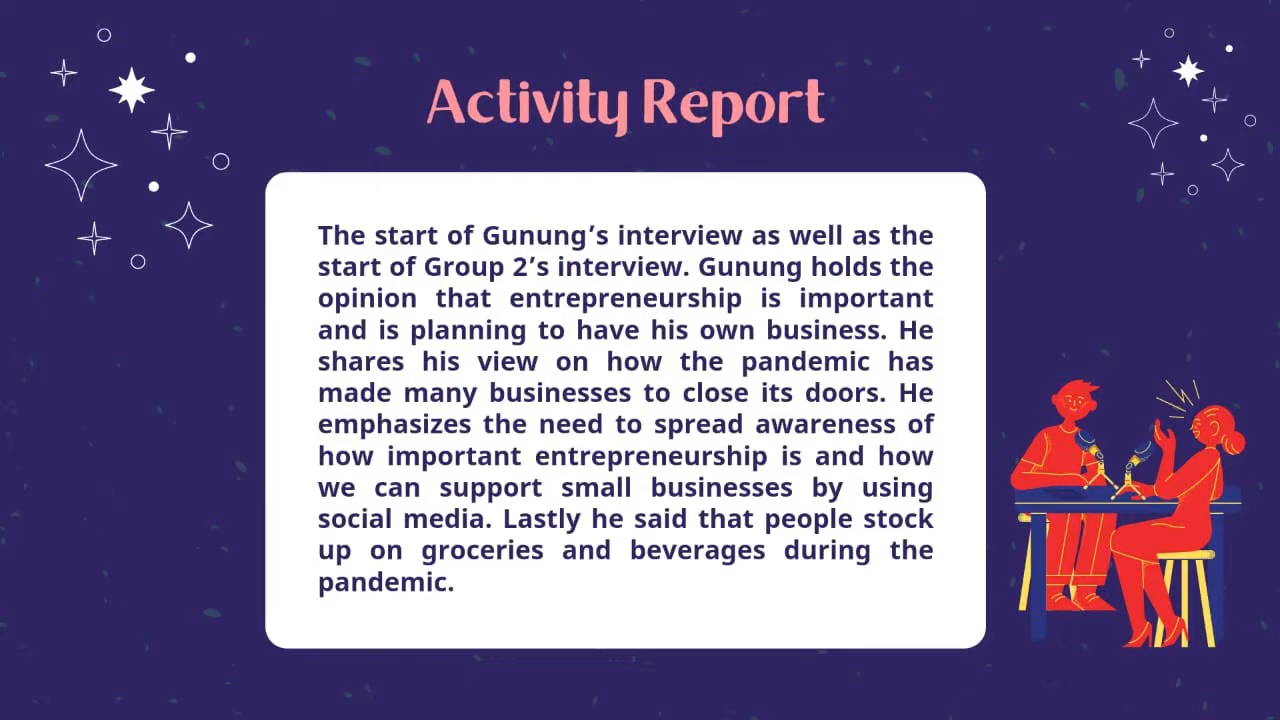 Activity Report
The start of Gunung’s interview as well as the
start of Group 2’s interview. Gunung holds the
opinion that entrepreneurship is important
and is planning to have his own business. He
shares his view on how the pandemic has
made many businesses to close its doors. He
emphasizes the need to spread awareness of
how important entrepreneurship is and how
we can support small businesses by using
social media. Lastly he said that people stock
up on groceries and beverages during the
pandemic.